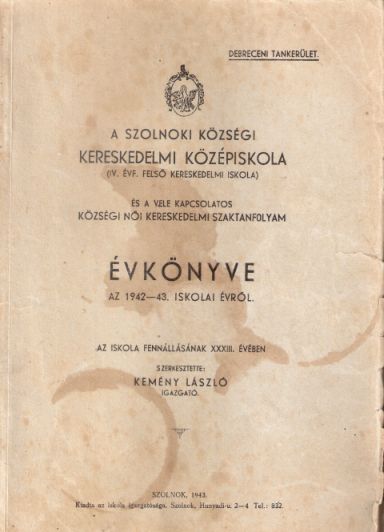 DEBRECENI TANKERÜLET.
A SZOLNOKI KÖZSÉGI
KERESKEDELMI KÖZÉPISKOLA
(IV. ÉVF. FELSŐ KERESKEDELMI ISKOLA)
ÉS A VELE KAPCSOLATOS
KÖZSÉGI NŐI KERESKEDELMI SZAKTANFOLYAM
ÉVKÖNYVE
AZ 1942—43. ISKOLAI ÉVRŐL.
AZ ISKOLA FENNÁLLÁSÁNAK XXXIII. ÉVÉBEN
SZERKESZTETTE:
KEMÉNY LÁSZLÓ
IGAZGATÓ.
SZOLNOK, 1943.
Kiadta az iskola igazgatósága. Szolnok, Hunyadi-u. 2—4 Tel.: 822.